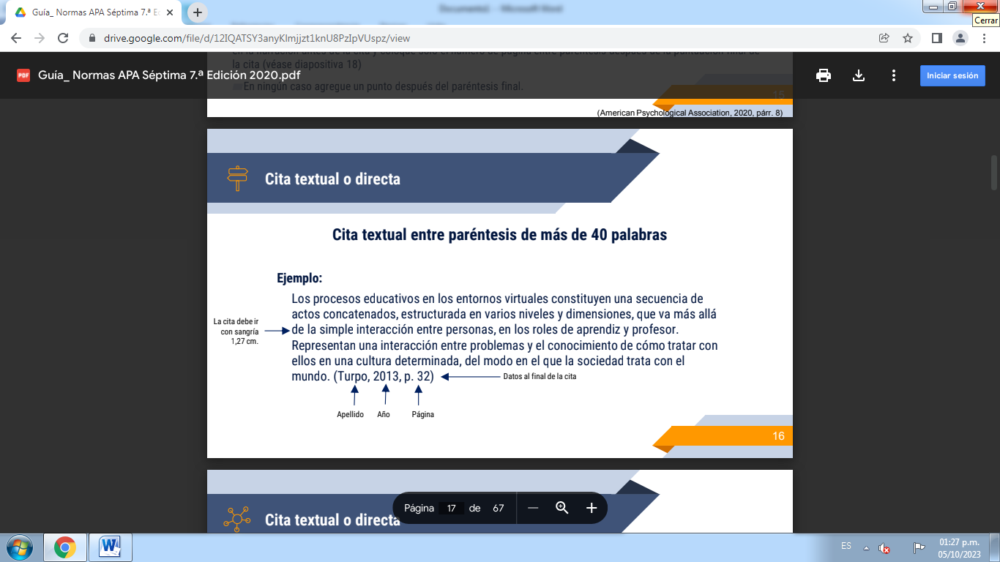 Guía_ Normas APA Séptima 7.ª Ec
Document2 - Microsoft Word
Cerrar
drive.google.com/file/d/12IQATSY3anyKlmjjzt1knU8PzIpVUspz/view
en la narración antes de la cita y coloque solo el número de página entre paréntesis después de la puntuación final de
la cita (véase diapositiva 18)
PDF Guía_ Normas APA Séptima 7.ª Edición 2020.pdf
Iniciar sesión
En ningún caso agregue un punto después del paréntesis final.
15
(American Psychological Association, 2020, párr. 8)
Cita textual o directa
Cita textual entre paréntesis de más de 40 palabras
Ejemplo:
Los procesos educativos en los entornos virtuales constituyen una secuencia de
actos concatenados, estructurada en varios niveles y dimensiones, que va más allá
de la simple interacción entre personas, en los roles de aprendiz y profesor.
Representan una interacción entre problemas y el conocimiento de cómo tratar con
ellos en una cultura determinada, del modo en el que la sociedad trata con el
mundo. (Turpo, 2013, p. 32)
La cita debe ir
con sangría
1,27 cm.
Datos al final de la cita
Apellido Año Página
16
Cita textual o directa
Página 17 de 67
ES
01:27 p.m.
05/10/2023